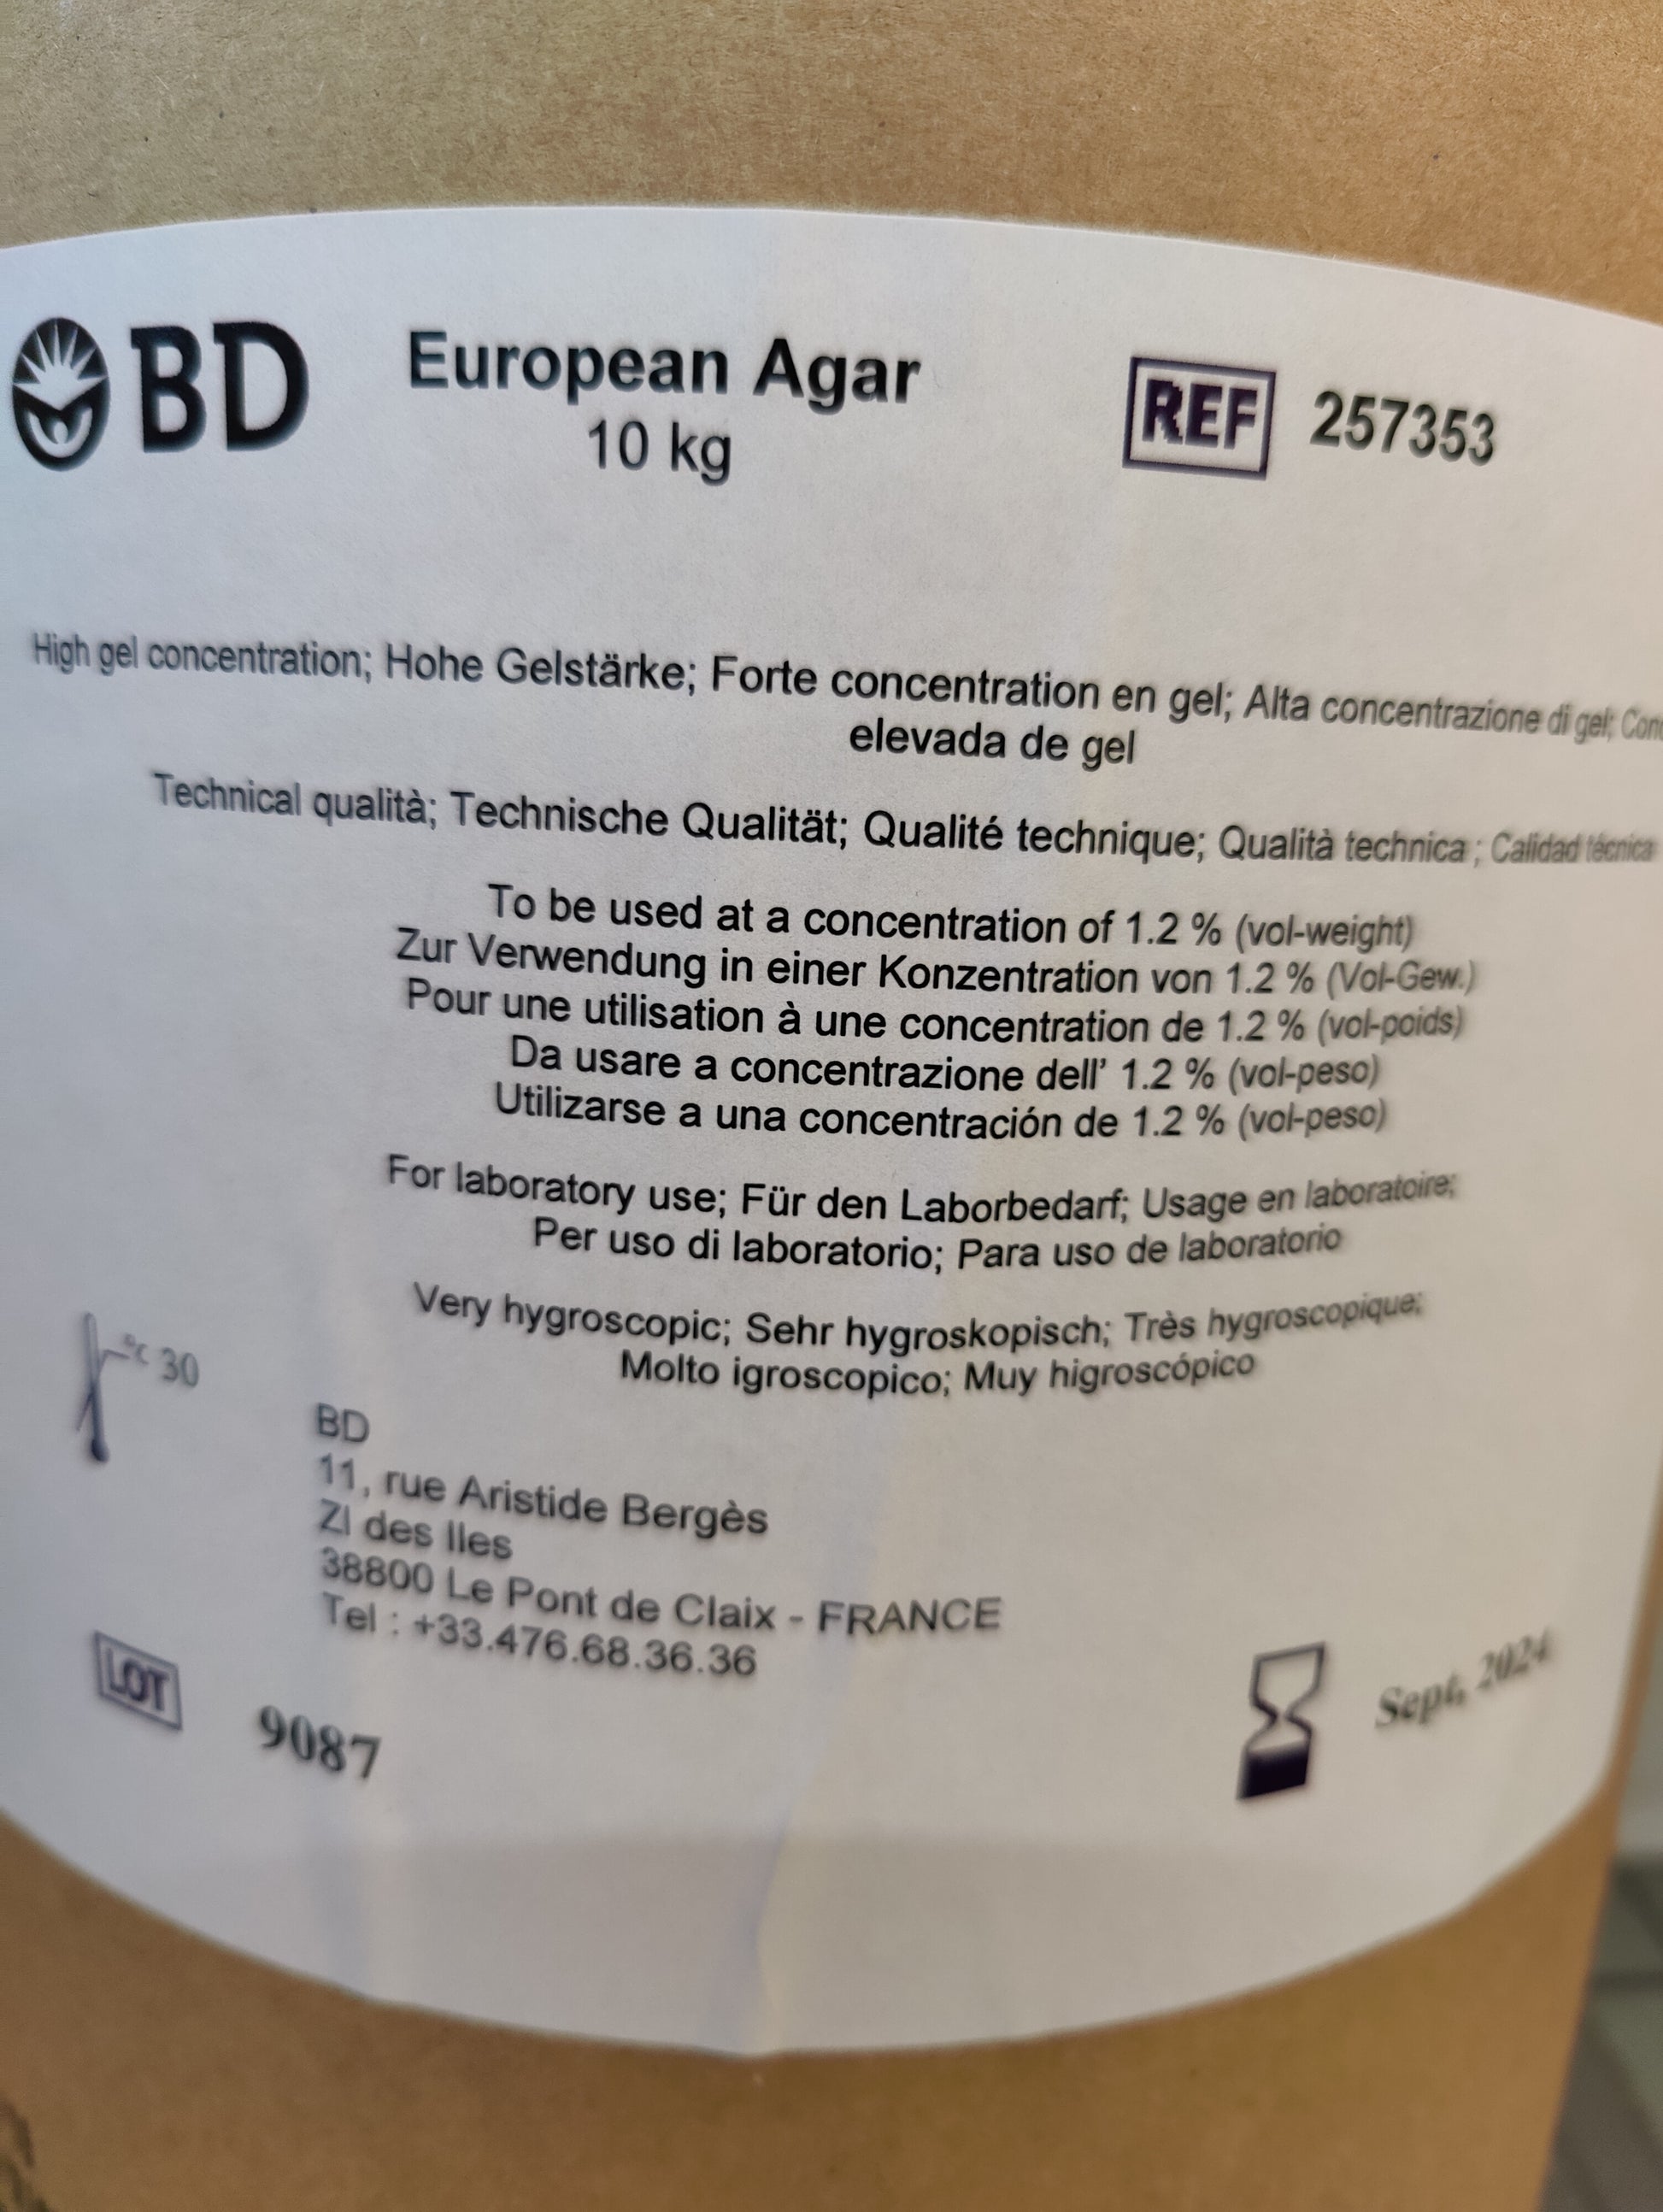 BD
European Agar
10 kg
REF 257353
High gel concentration; Hohe Gelstärke; Forte concentration en gel; Alta concentrazione di gel;
elevada de gel
Technical qualità; Technische Qualität; Qualité technique; Qualità technica ; Calidad técnica
To be used at a concentration of 1.2 % (vol-weight)
Zur Verwendung in einer Konzentration von 1.2 % (Vol-Gew.)
Pour une utilisation à une concentration de 1.2 % (vol-poids)
Da usare a concentrazione dell' 1.2 % (vol-peso)
Utilizarse a una concentración de 1.2 % (vol-peso)
For laboratory use; Für den Laborbedarf; Usage en laboratoire;
Per uso di laboratorio; Para uso de laboratorio
Very hygroscopic; Sehr hygroskopisch; Très hygroscopique;
Molto igroscopico; Muy higroscópico
°c 30
BD
11, rue Aristide Bergès
ZI des Iles
38800 Le Pont de Claix - FRANCE
Tel : +33.476.68.36.36
LOT 9087
Sept, 2024